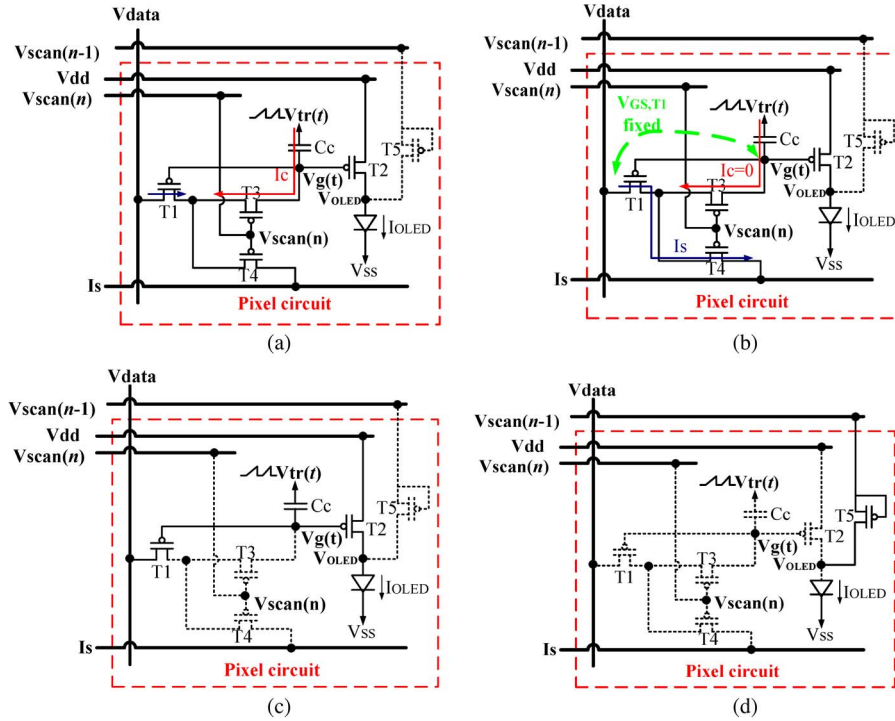 Vdata
Vscan(n-1)
Vdd
Vscan(n)
Vtr(t)
Cc
T5
Ic
T2
Vg(t)
T3
VOLED
T1
IOLED
Vscan(n)
T4
VSS
Is
Pixel circuit
(a)
Vdata
Vscan(n-1)
Vdd
Vscan(n)
VGS,T1
fixed
Vtr(t)
Cc
T5
Ic=0
T2
Vg(t)
T3
VOLED
T1
IOLED
Vscan(n)
Is
T4
VSS
Is
Pixel circuit
(b)
Vdata
Vscan(n-1)
Vdd
Vscan(n)
Vtr(t)
Cc
T5
T2
Vg(t)
T3
VOLED
T1
IOLED
Vscan(n)
T4
VSS
Is
Pixel circuit
(c)
Vdata
Vscan(n-1)
Vdd
Vscan(n)
Vtr(t)
Cc
T5
T2
Vg(t)
T3
VOLED
T1
IOLED
Vscan(n)
T4
VSS
Is
Pixel circuit
(d)